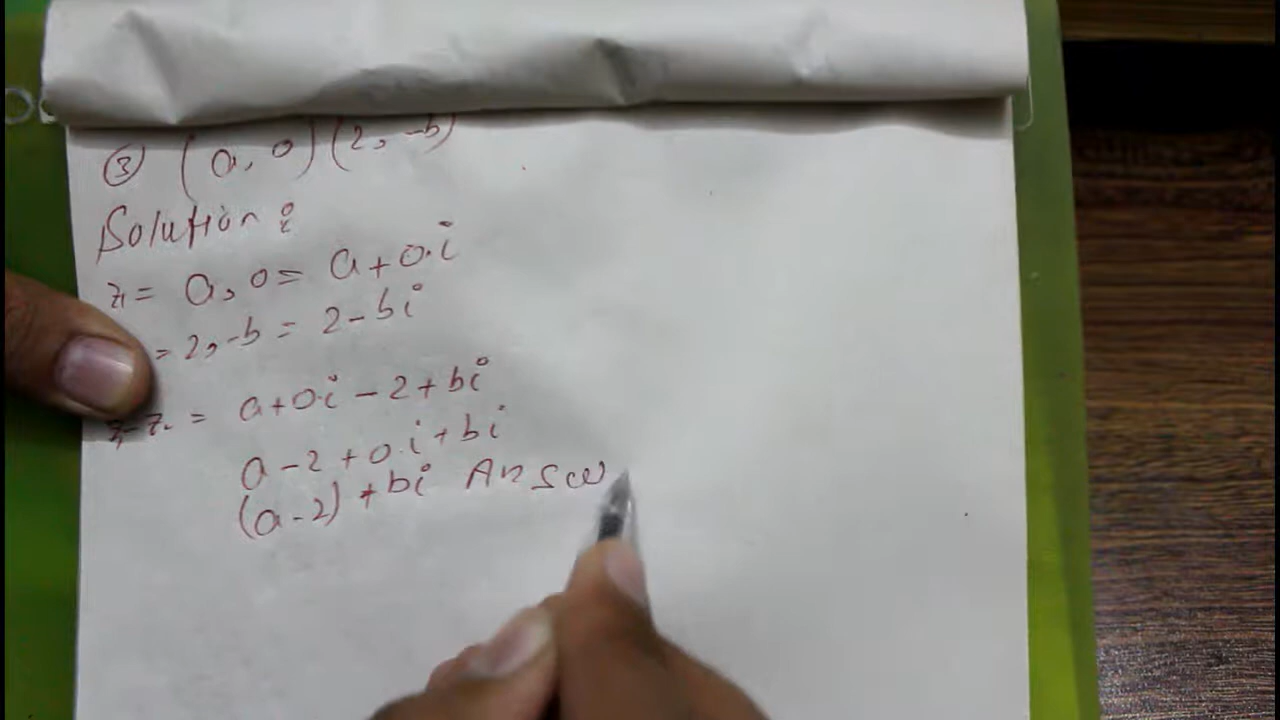 ③ (a, 0) (2, -b)
Solution :
z₁ = a, 0 = a + 0.i
= 2, -b = 2 - bi
z₁ - z₂ = a + 0.i - 2 + bi
a - 2 + 0.i + bi
(a - 2) + bi Answ